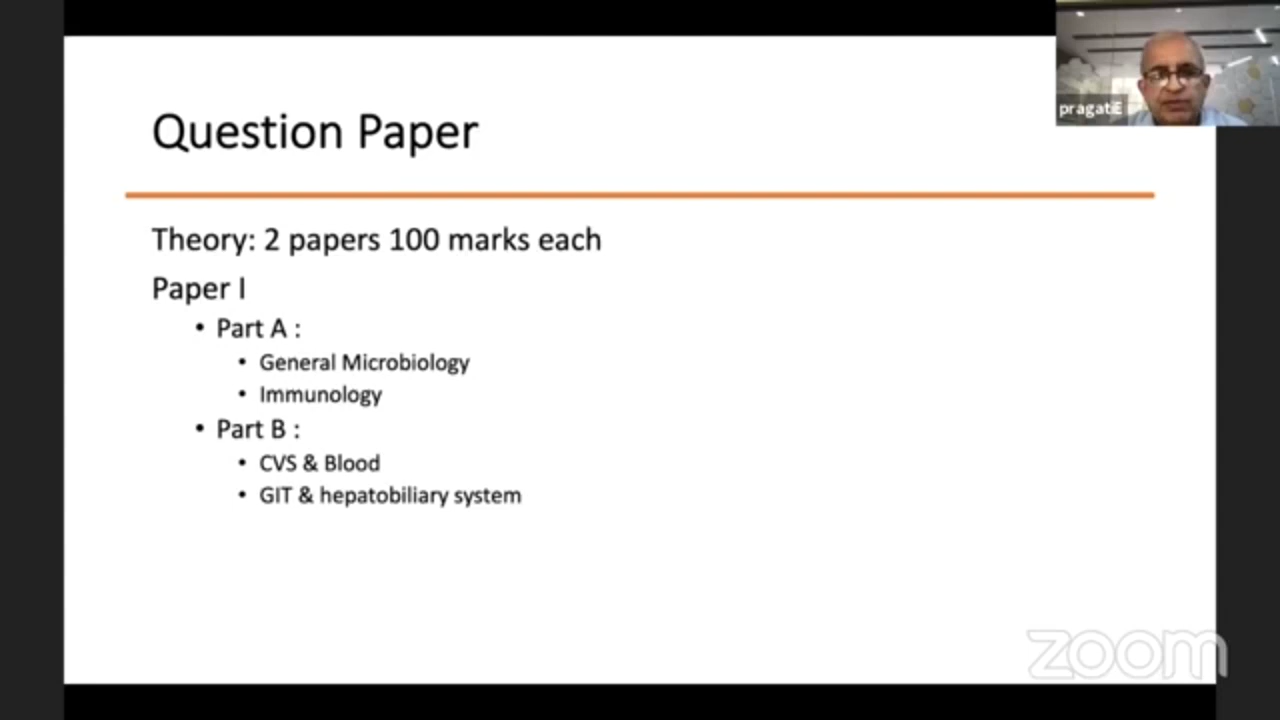 Question Paper
pragatiE
Theory: 2 papers 100 marks each
Paper I
• Part A :
• General Microbiology
• Immunology
• Part B :
• CVS & Blood
• GIT & hepatobiliary system
zoom